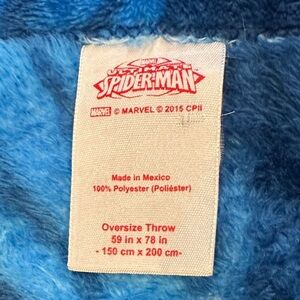 MARVEL
ULTIMATE
SPIDER-MAN
MARVEL © MARVEL © 2015 CPII
Made in Mexico
100% Polyester (Poliéster)
Oversize Throw
59 in x 78 in
- 150 cm x 200 cm-